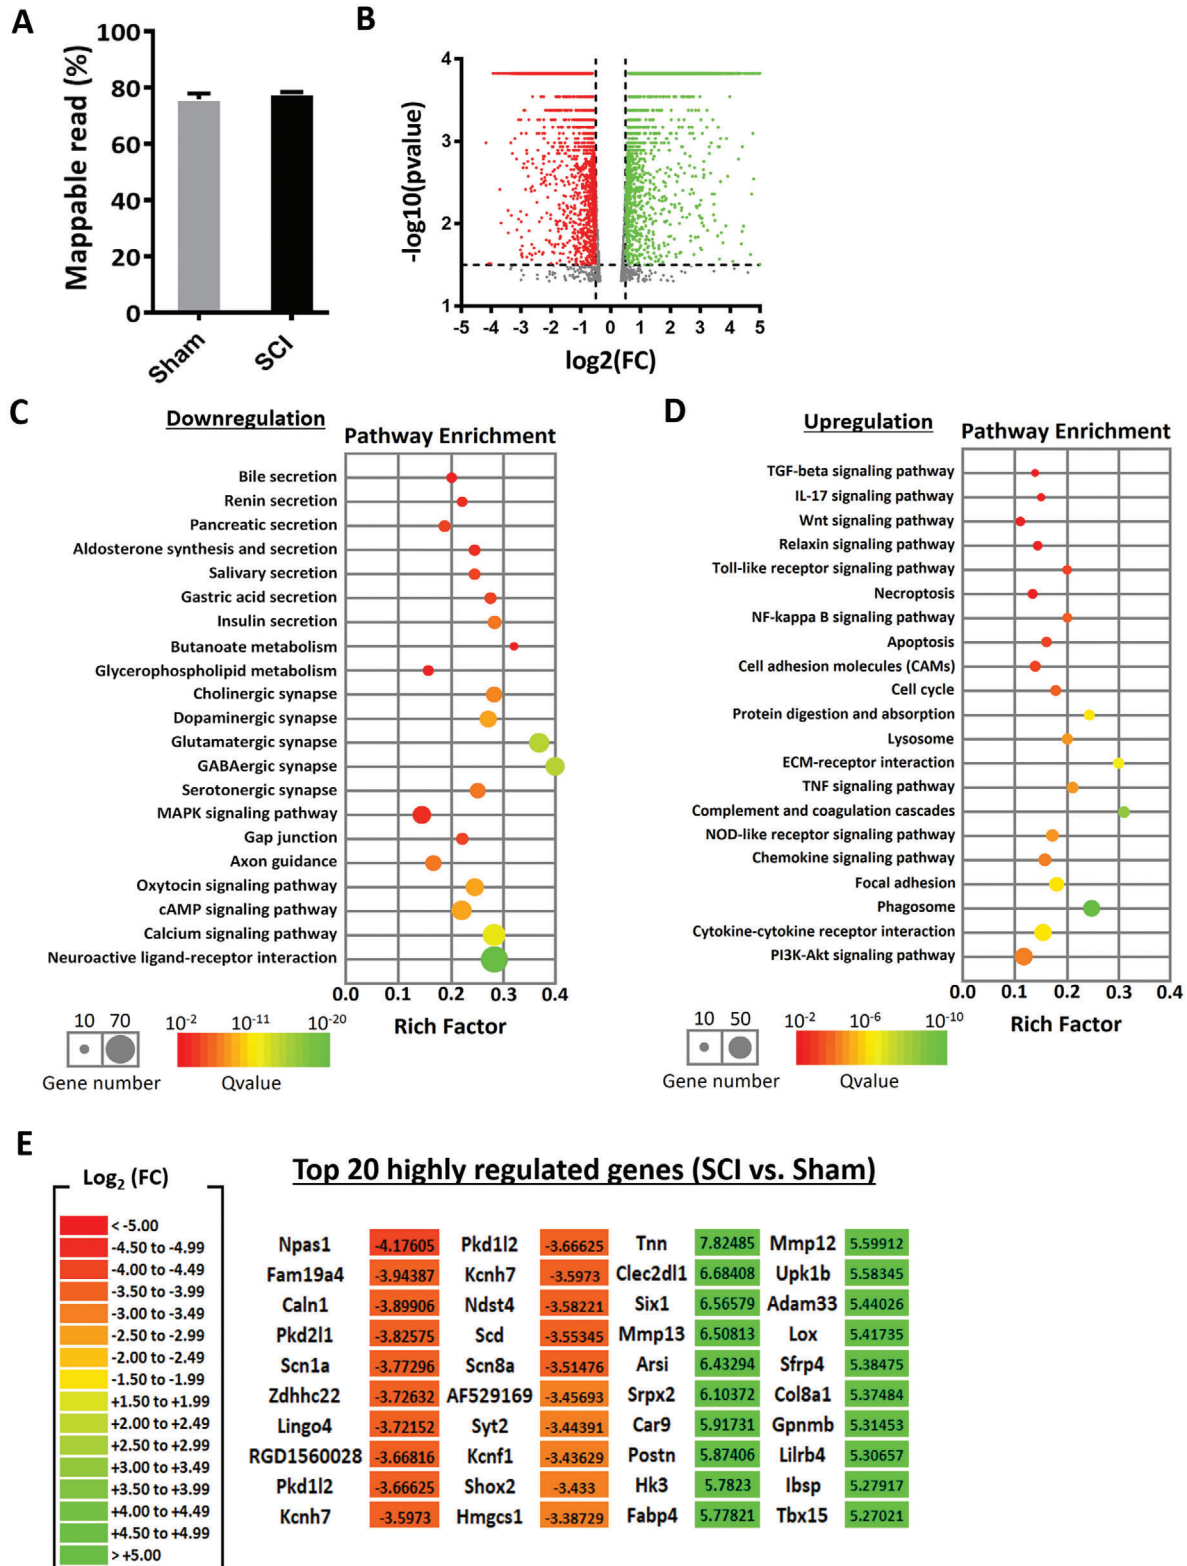 A
Mappable read (%)
100
80
60
40
20
0
Sham
SCI
B
-log10(pvalue)
4
3
2
1
-5 -4 -3 -2 -1 0 1 2 3 4 5
log2(FC)
C
Downregulation
Pathway Enrichment
Bile secretion
Renin secretion
Pancreatic secretion
Aldosterone synthesis and secretion
Salivary secretion
Gastric acid secretion
Insulin secretion
Butanoate metabolism
Glycerophospholipid metabolism
Cholinergic synapse
Dopaminergic synapse
Glutamatergic synapse
GABAergic synapse
Serotonergic synapse
MAPK signaling pathway
Gap junction
Axon guidance
Oxytocin signaling pathway
cAMP signaling pathway
Calcium signaling pathway
Neuroactive ligand-receptor interaction
0.0 0.1 0.2 0.3 0.4
Rich Factor
10 70
Gene number
10-2 10-11 10-20
Qvalue
D
Upregulation
Pathway Enrichment
TGF-beta signaling pathway
IL-17 signaling pathway
Wnt signaling pathway
Relaxin signaling pathway
Toll-like receptor signaling pathway
Necroptosis
NF-kappa B signaling pathway
Apoptosis
Cell adhesion molecules (CAMs)
Cell cycle
Protein digestion and absorption
Lysosome
ECM-receptor interaction
TNF signaling pathway
Complement and coagulation cascades
NOD-like receptor signaling pathway
Chemokine signaling pathway
Focal adhesion
Phagosome
Cytokine-cytokine receptor interaction
PI3K-Akt signaling pathway
0.0 0.1 0.2 0.3 0.4
Rich Factor
10 50
Gene number
10-2 10-6 10-10
Qvalue
E
Log2 (FC)
< -5.00
-4.50 to -4.99
-4.00 to -4.49
-3.50 to -3.99
-3.00 to -3.49
-2.50 to -2.99
-2.00 to -2.49
-1.50 to -1.99
+1.50 to +1.99
+2.00 to +2.49
+2.50 to +2.99
+3.00 to +3.49
+3.50 to +3.99
+4.00 to +4.49
+4.50 to +4.99
> +5.00
Top 20 highly regulated genes (SCI vs. Sham)
Npas1 -4.17605 Pkd1l2 -3.66625 Tnn 7.82485 Mmp12 5.59912
Fam19a4 -3.94387 Kcnh7 -3.5973 Clec2dl1 6.68408 Upk1b 5.58345
Caln1 -3.89906 Ndst4 -3.58221 Six1 6.56579 Adam33 5.44026
Pkd2l1 -3.82575 Scd -3.55345 Mmp13 6.50813 Lox 5.41735
Scn1a -3.77296 Scn8a -3.51476 Arsi 6.43294 Sfrp4 5.38475
Zdhhc22 -3.72632 AF529169 -3.45693 Srpx2 6.10372 Col8a1 5.37484
Lingo4 -3.72152 Syt2 -3.44391 Car9 5.91731 Gpnmb 5.31453
RGD1560028 -3.66816 Kcnf1 -3.43629 Postn 5.87406 Lilrb4 5.30657
Pkd1l2 -3.66625 Shox2 -3.433 Hk3 5.7823 Ibsp 5.27917
Kcnh7 -3.5973 Hmgcs1 -3.38729 Fabp4 5.77821 Tbx15 5.27021